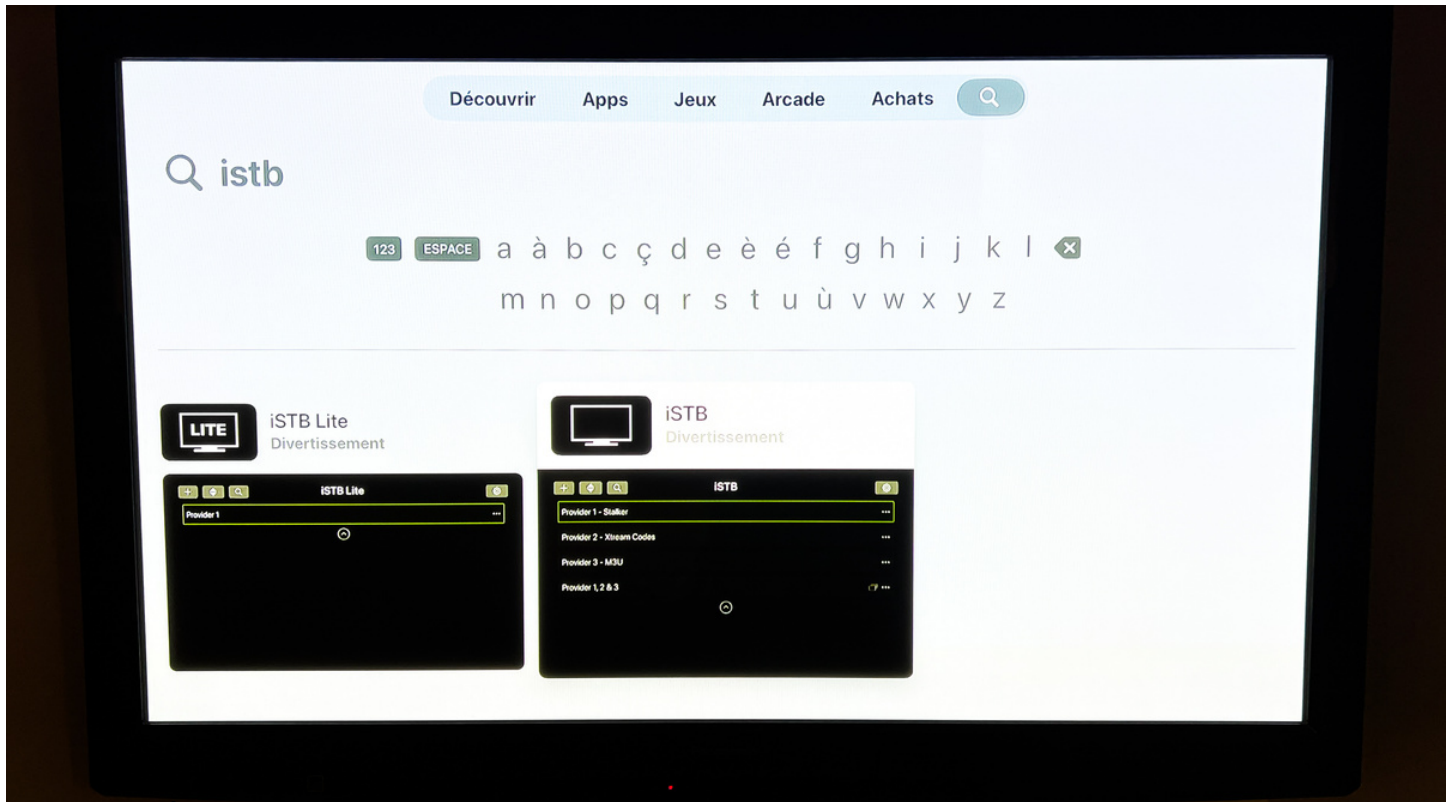 Découvrir Apps Jeux Arcade Achats
istb
123 ESPACE a à b c ç d e è é f g h i j k l
m n o p q r s t u ù v w x y z
LITE
iSTB Lite
Divertissement
iSTB Lite
Provider 1
iSTB
Divertissement
iSTB
Provider 1 - Stalker
Provider 2 - Xtream Codes
Provider 3 - M3U
Provider 1, 2 & 3